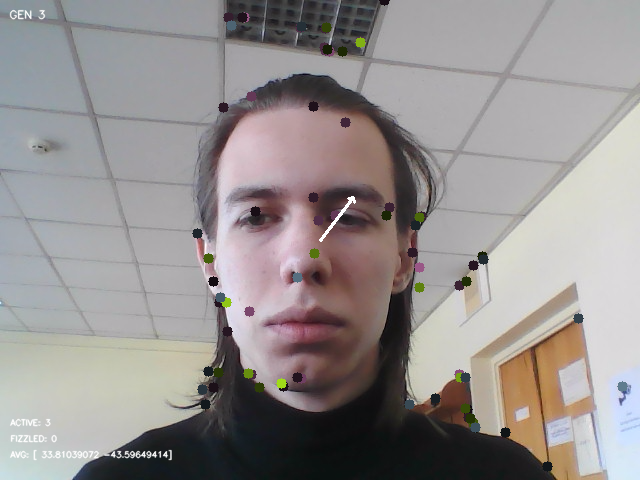 GEN 3
ACTIVE: 3
FIZZLED: 0
AVG: [ 33.81039072 -43.59649414]